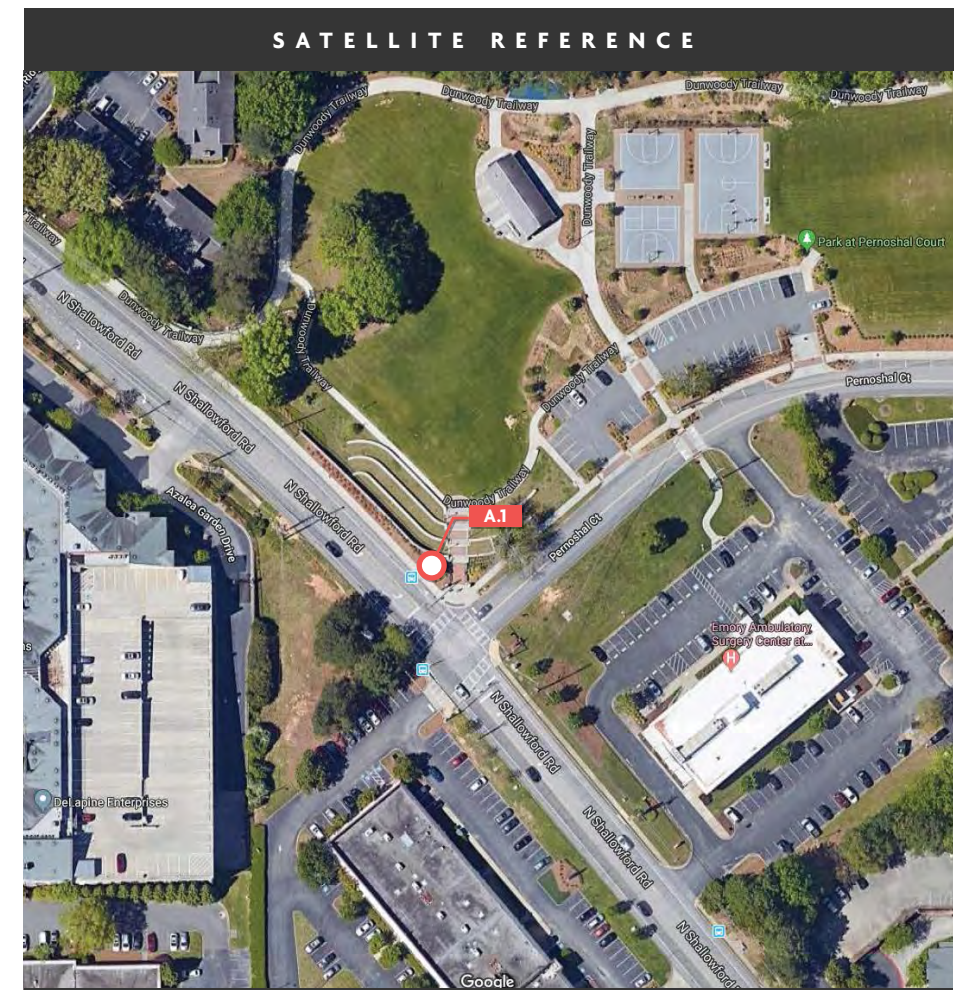 SATELLITE REFERENCE
Dunwoody Trailway
Dunwoody Trailway
Dunwoody Trailway
Dunwoody Trailway
Dunwoody Trailway
Park at Pernoshal Court
Trailway
Dunwoody Trailway
N Shallowford Rd
Dunwoody Trailway
Dunwoody Trailway
Pernoshal Ct
N Shallowford Rd
Dunwoody Trailway
N Shallowford Rd
Azalea Garden Drive
A.1
Pernoshal Ct
Emory Ambulatory
Surgery Center at...
H
N Shallowford Rd
DeLapine Enterprises
N Shallowford Rd
N Shallowford Rd
Google